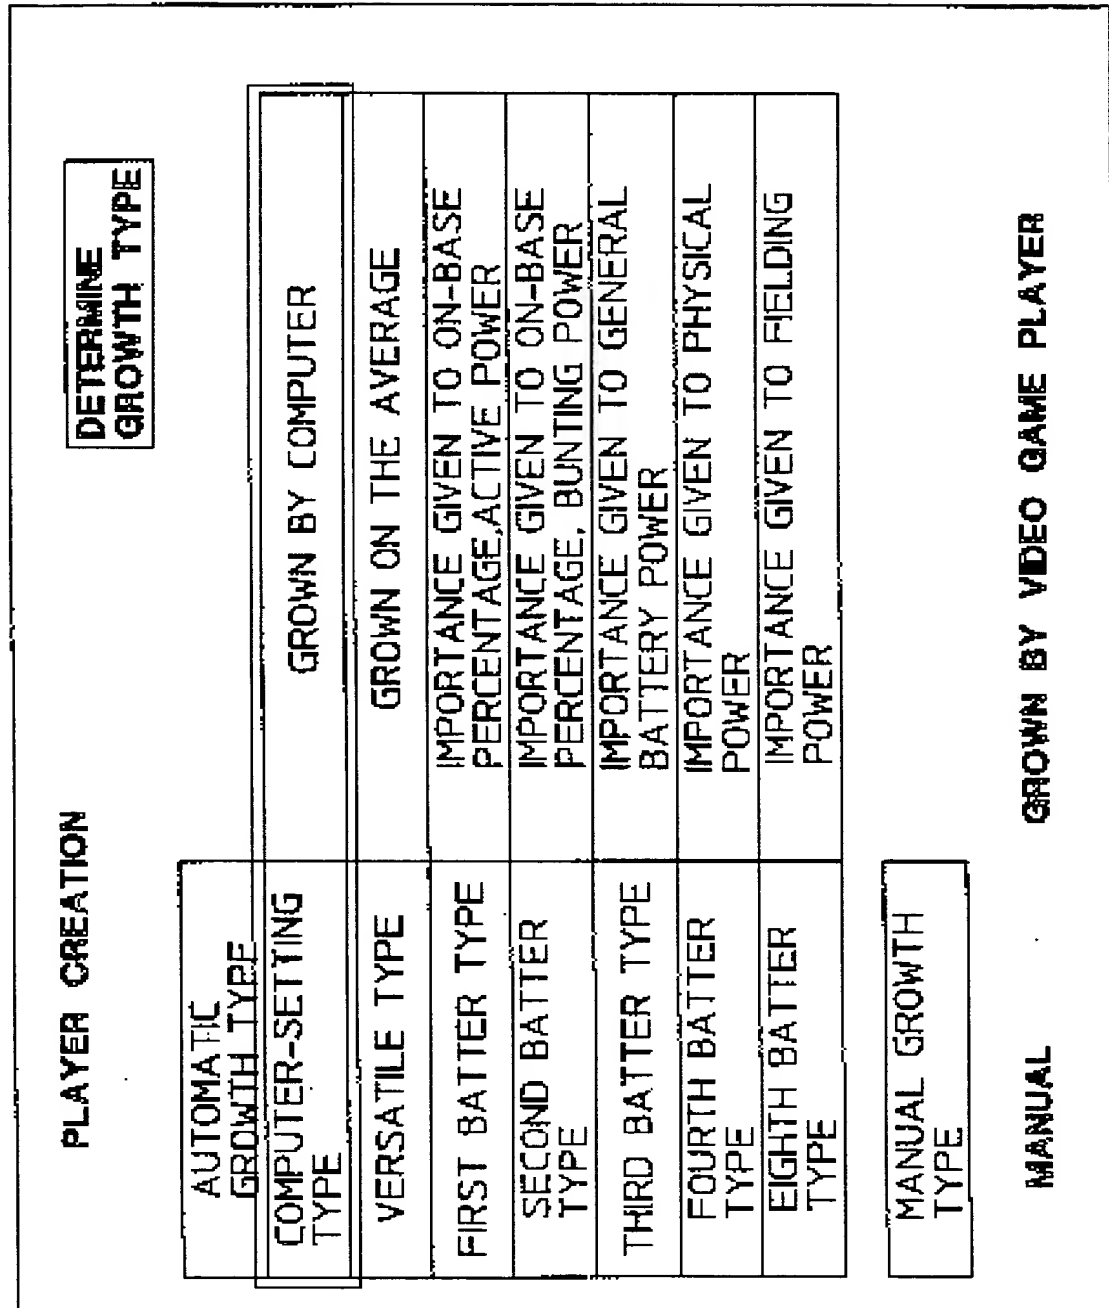 PLAYER CREATION
DETERMINE
GROWTH TYPE
AUTOMATIC
GROWTH TYPE
COMPUTER-SETTING
TYPE
GROWN BY COMPUTER
VERSATILE TYPE
GROWN ON THE AVERAGE
FIRST BATTER TYPE
IMPORTANCE GIVEN TO ON-BASE
PERCENTAGE,ACTIVE POWER
SECOND BATTER
TYPE
IMPORTANCE GIVEN TO ON-BASE
PERCENTAGE, BUNTING POWER
THIRD BATTER TYPE
IMPORTANCE GIVEN TO GENERAL
BATTERY POWER
FOURTH BATTER
TYPE
IMPORTANCE GIVEN TO PHYSICAL
POWER
EIGHTH BATTER
TYPE
IMPORTANCE GIVEN TO FIELDING
POWER
MANUAL GROWTH
TYPE
MANUAL
GROWN BY VIDEO GAME PLAYER